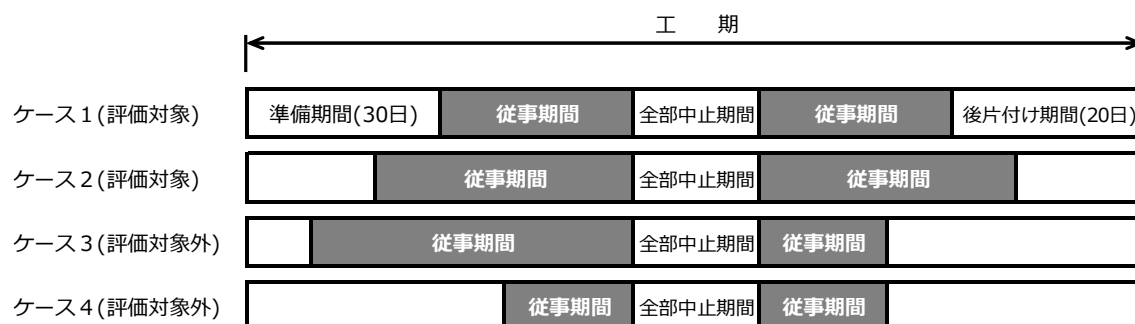 工　期
ケース１(評価対象) 準備期間(30日) 従事期間 全部中止期間 従事期間 後片付け期間(20日)
ケース２(評価対象) 従事期間 全部中止期間 従事期間
ケース３(評価対象外) 従事期間 全部中止期間 従事期間
ケース４(評価対象外) 従事期間 全部中止期間 従事期間